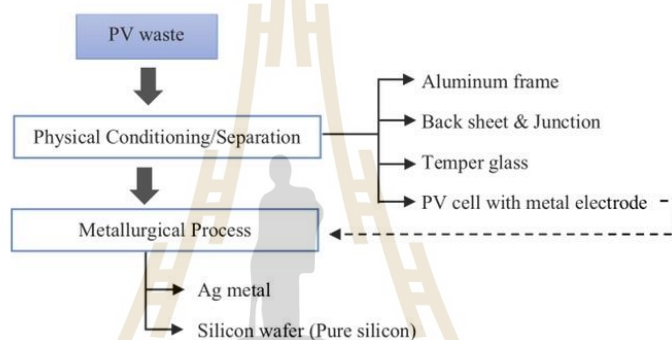 PV waste
Physical Conditioning/Separation
Aluminum frame
Back sheet & Junction
Temper glass
PV cell with metal electrode
Metallurgical Process
Ag metal
Silicon wafer (Pure silicon)